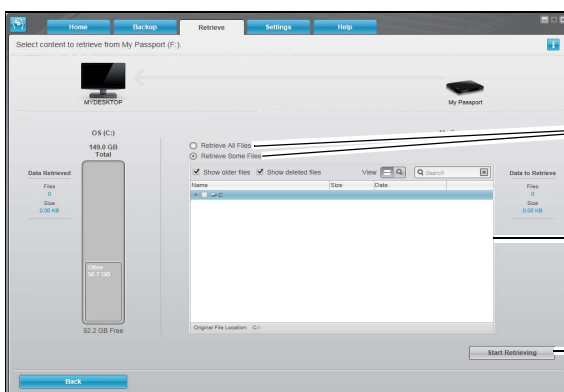 Home Backup Retrieve Settings Help
Select content to retrieve from My Passport (F:).
MYDESKTOP
My Passport
OS (C:)
149.0 GB
Total
Retrieve All Files
Retrieve Some Files
Show older files Show deleted files View Search
Name Size Date
C
Data Retrieved
Files
0
Size
0.00 KB
Data to Retrieve
Files
0
Size
0.00 KB
Other
56.7 GB
92.2 GB Free
Original File Location: C:\
Start Retrieving
Back